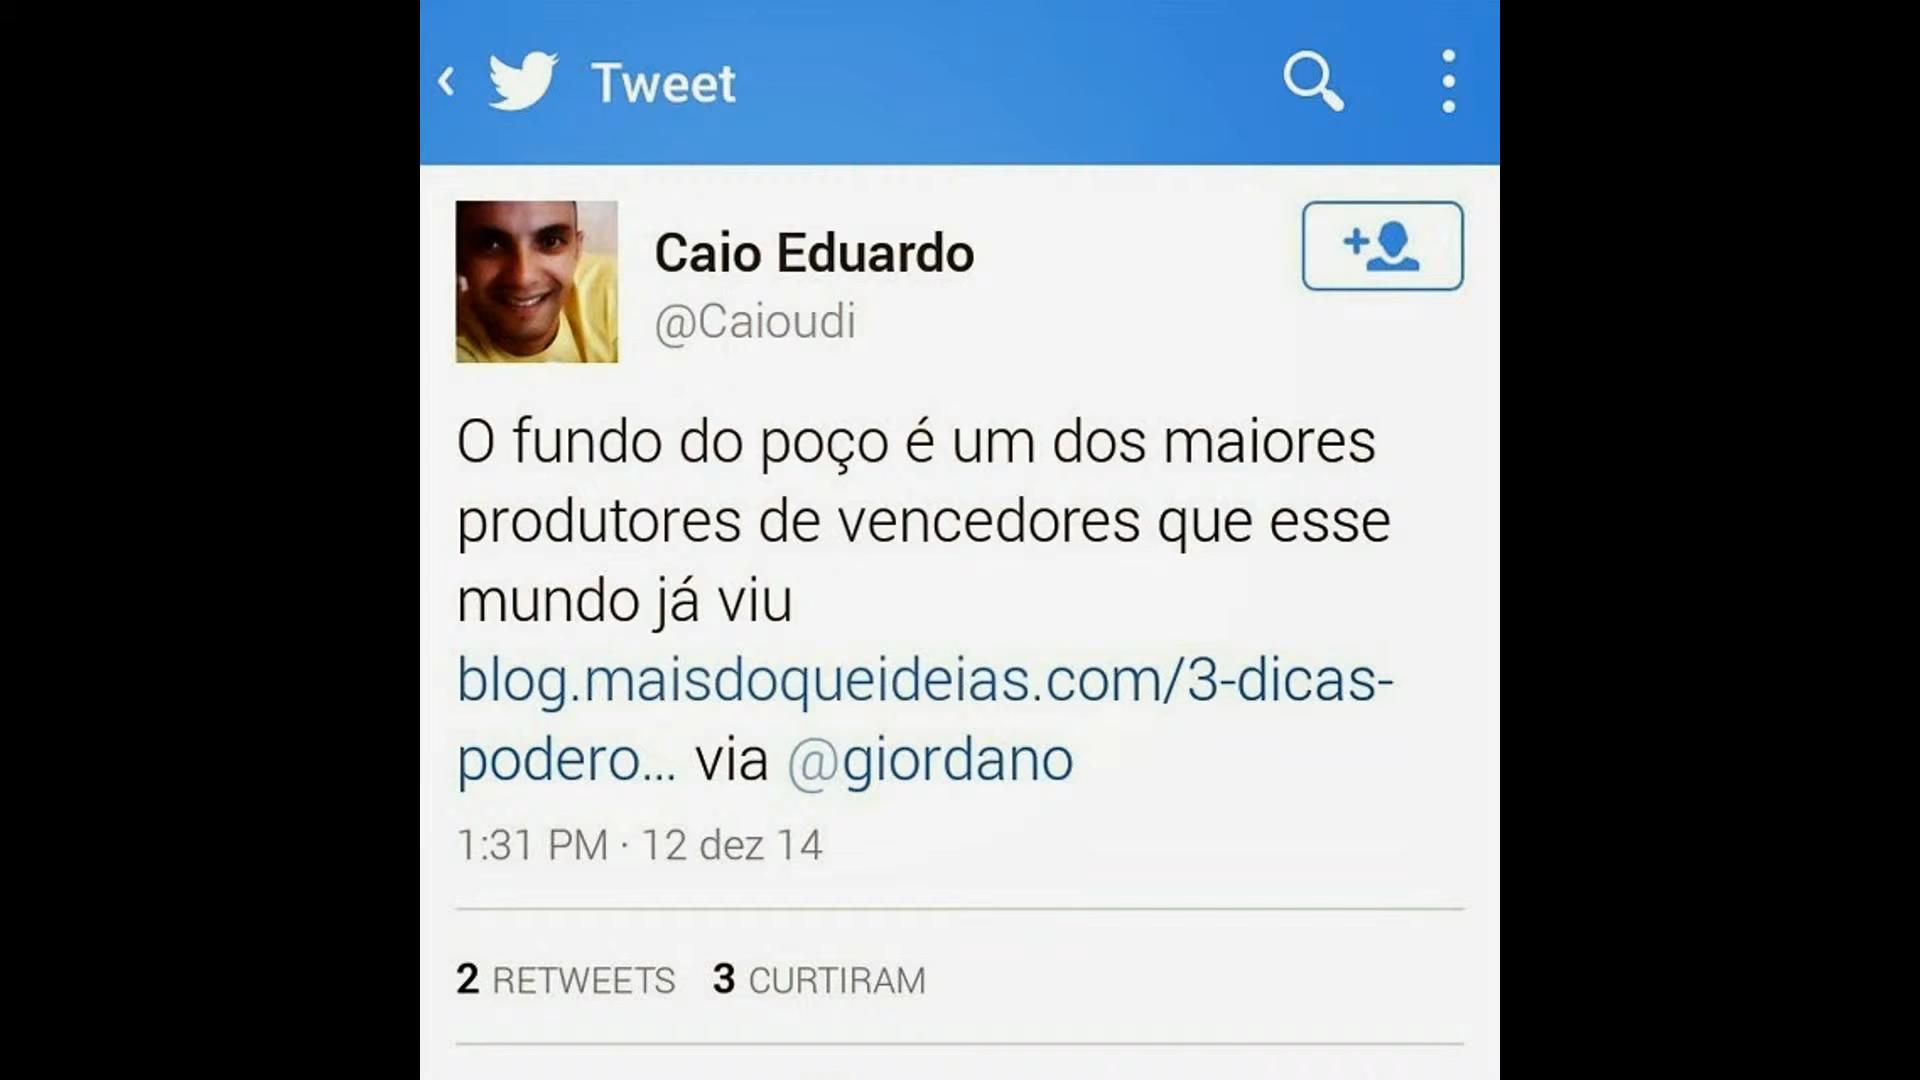 Tweet
Caio Eduardo
@Caioudi
O fundo do poço é um dos maiores
produtores de vencedores que esse
mundo já viu
blog.maisdoqueideias.com/3-dicas-
podero... via @giordano
1:31 PM · 12 dez 14
2 RETWEETS 3 CURTIRAM